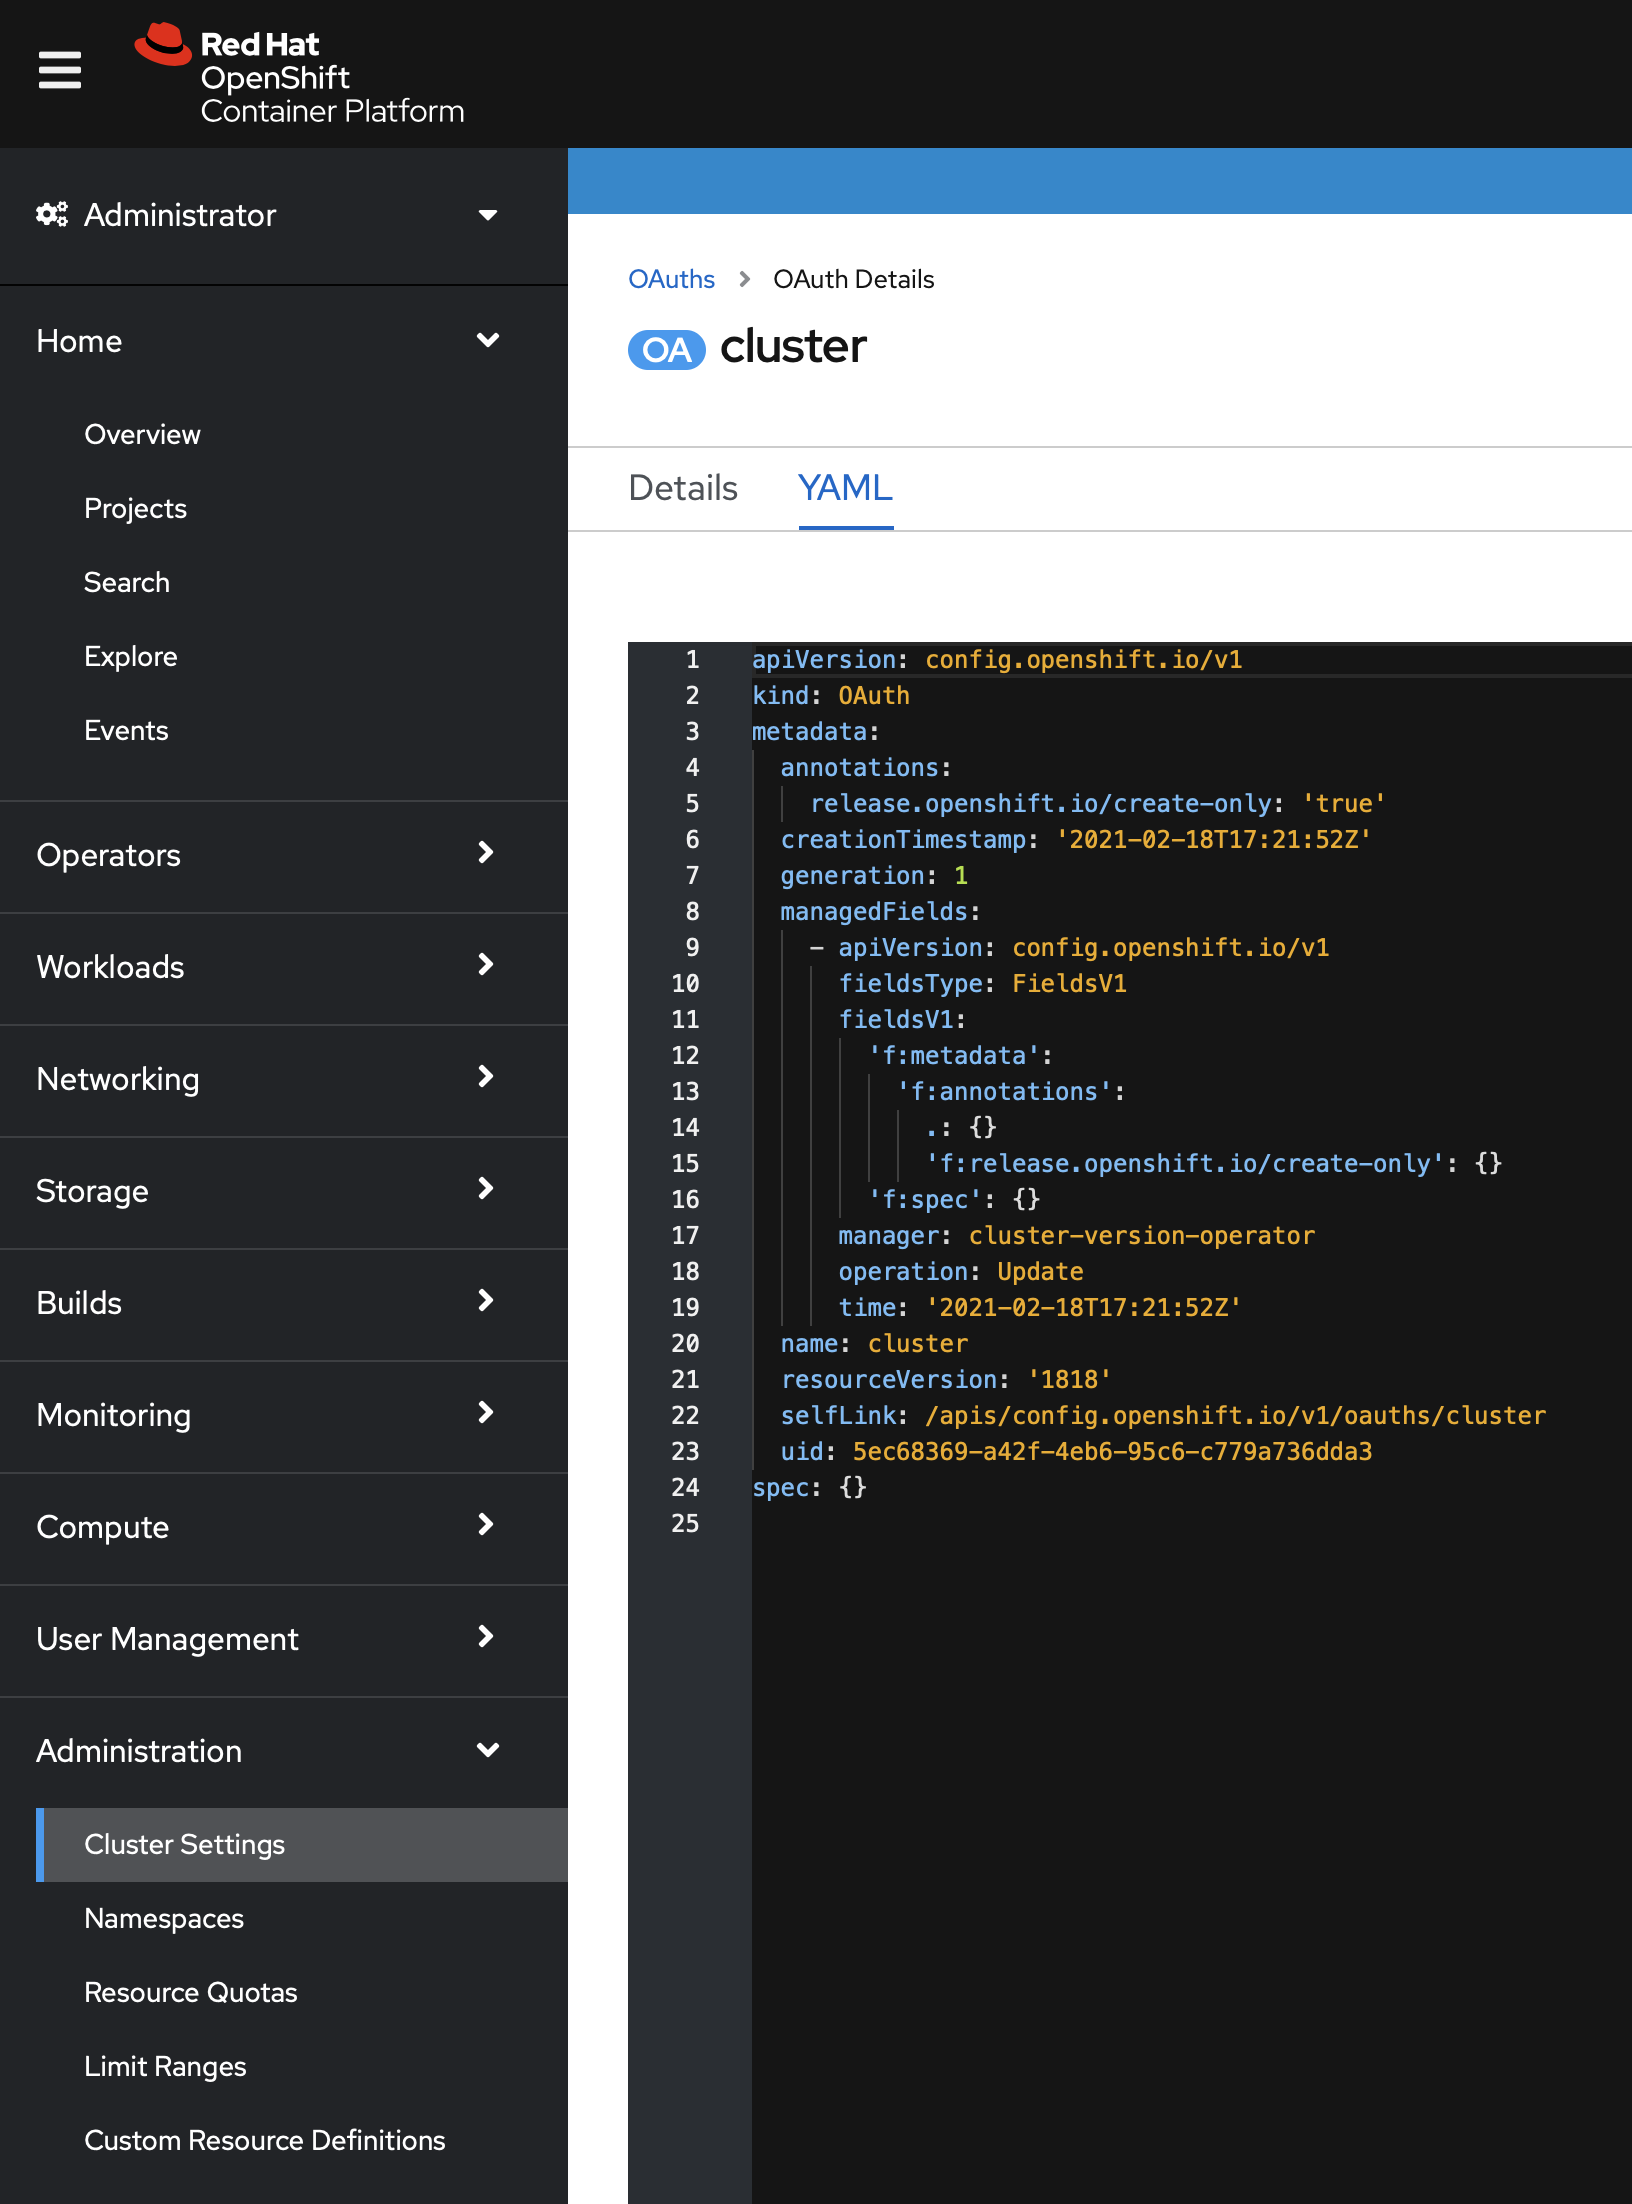 Red Hat
OpenShift
Container Platform
Administrator
Home
Overview
Projects
Search
Explore
Events
Operators
Workloads
Networking
Storage
Builds
Monitoring
Compute
User Management
Administration
Cluster Settings
Namespaces
Resource Quotas
Limit Ranges
Custom Resource Definitions
OAuths > OAuth Details
OA cluster
Details YAML
1 apiVersion: config.openshift.io/v1
2 kind: OAuth
3 metadata:
4   annotations:
5     release.openshift.io/create-only: 'true'
6   creationTimestamp: '2021-02-18T17:21:52Z'
7   generation: 1
8   managedFields:
9     - apiVersion: config.openshift.io/v1
10       fieldsType: FieldsV1
11       fieldsV1:
12         'f:metadata':
13           'f:annotations':
14             .: {}
15             'f:release.openshift.io/create-only': {}
16         'f:spec': {}
17       manager: cluster-version-operator
18       operation: Update
19       time: '2021-02-18T17:21:52Z'
20   name: cluster
21   resourceVersion: '1818'
22   selfLink: /apis/config.openshift.io/v1/oauths/cluster
23   uid: 5ec68369-a42f-4eb6-95c6-c779a736dda3
24 spec: {}
25